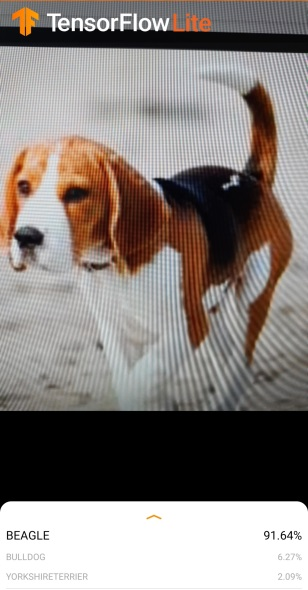 TensorFlow Lite
BEAGLE 91.64%
BULLDOG 6.27%
YORKSHIRETERRIER 2.09%